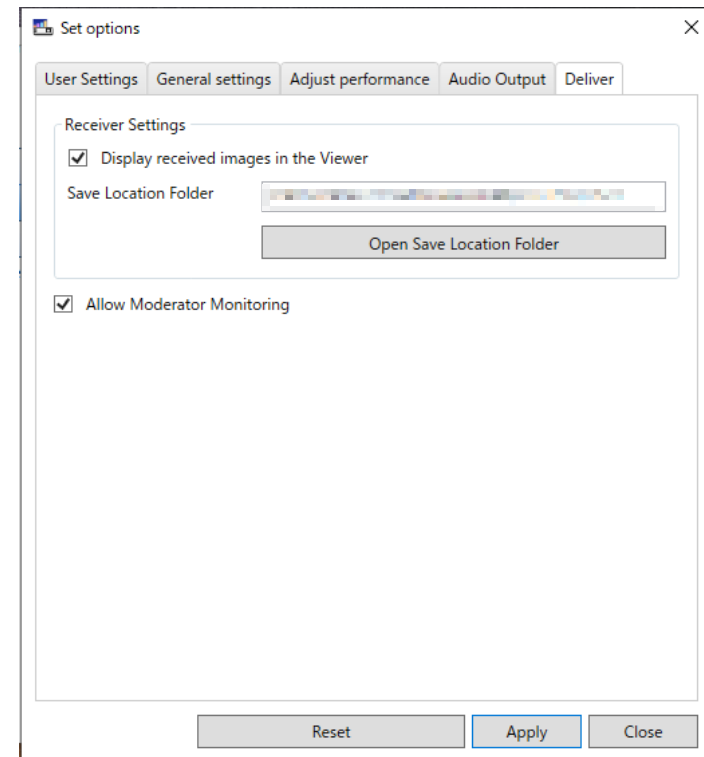 Set options
User Settings General settings Adjust performance Audio Output Deliver
Receiver Settings
Display received images in the Viewer
Save Location Folder
Open Save Location Folder
Allow Moderator Monitoring
Reset Apply Close